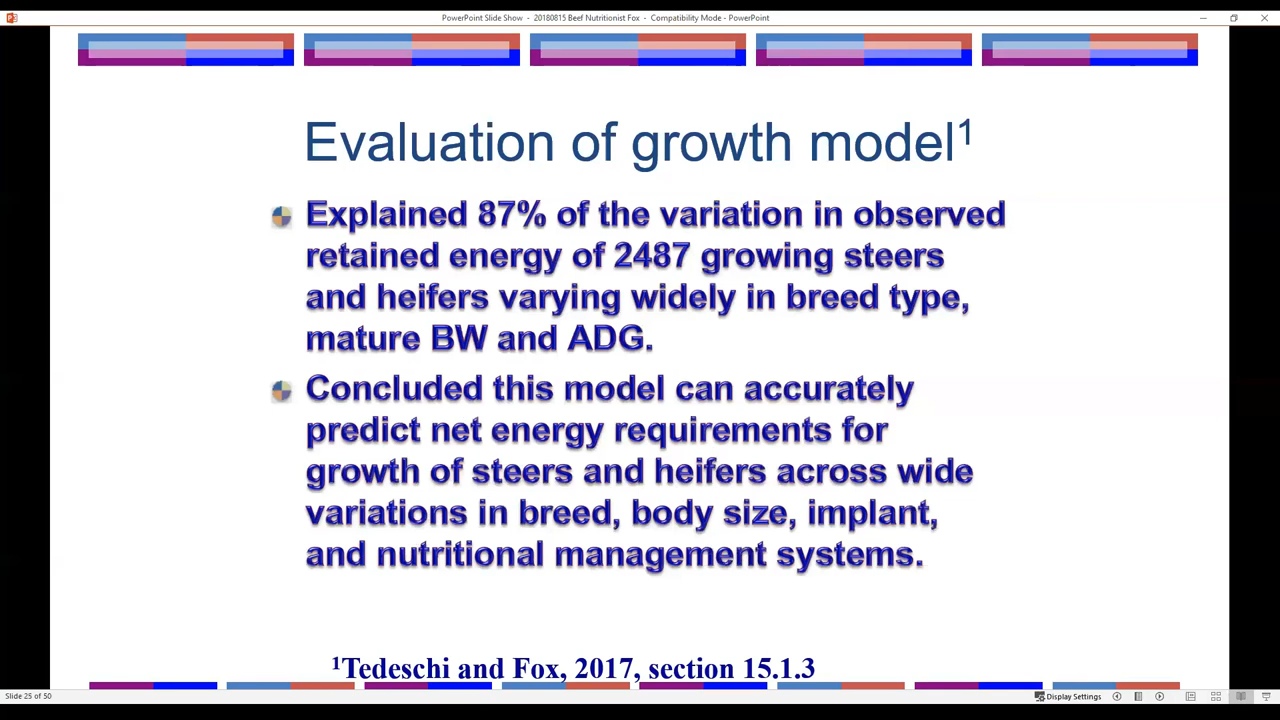 PowerPoint Slide Show - 20180815 Beef Nutritionist Fox - Compatibility Mode - PowerPoint
Evaluation of growth model¹
Explained 87% of the variation in observed
retained energy of 2487 growing steers
and heifers varying widely in breed type,
mature BW and ADG.
Concluded this model can accurately
predict net energy requirements for
growth of steers and heifers across wide
variations in breed, body size, implant,
and nutritional management systems.
¹Tedeschi and Fox, 2017, section 15.1.3
Slide 25 of 50
Display Settings